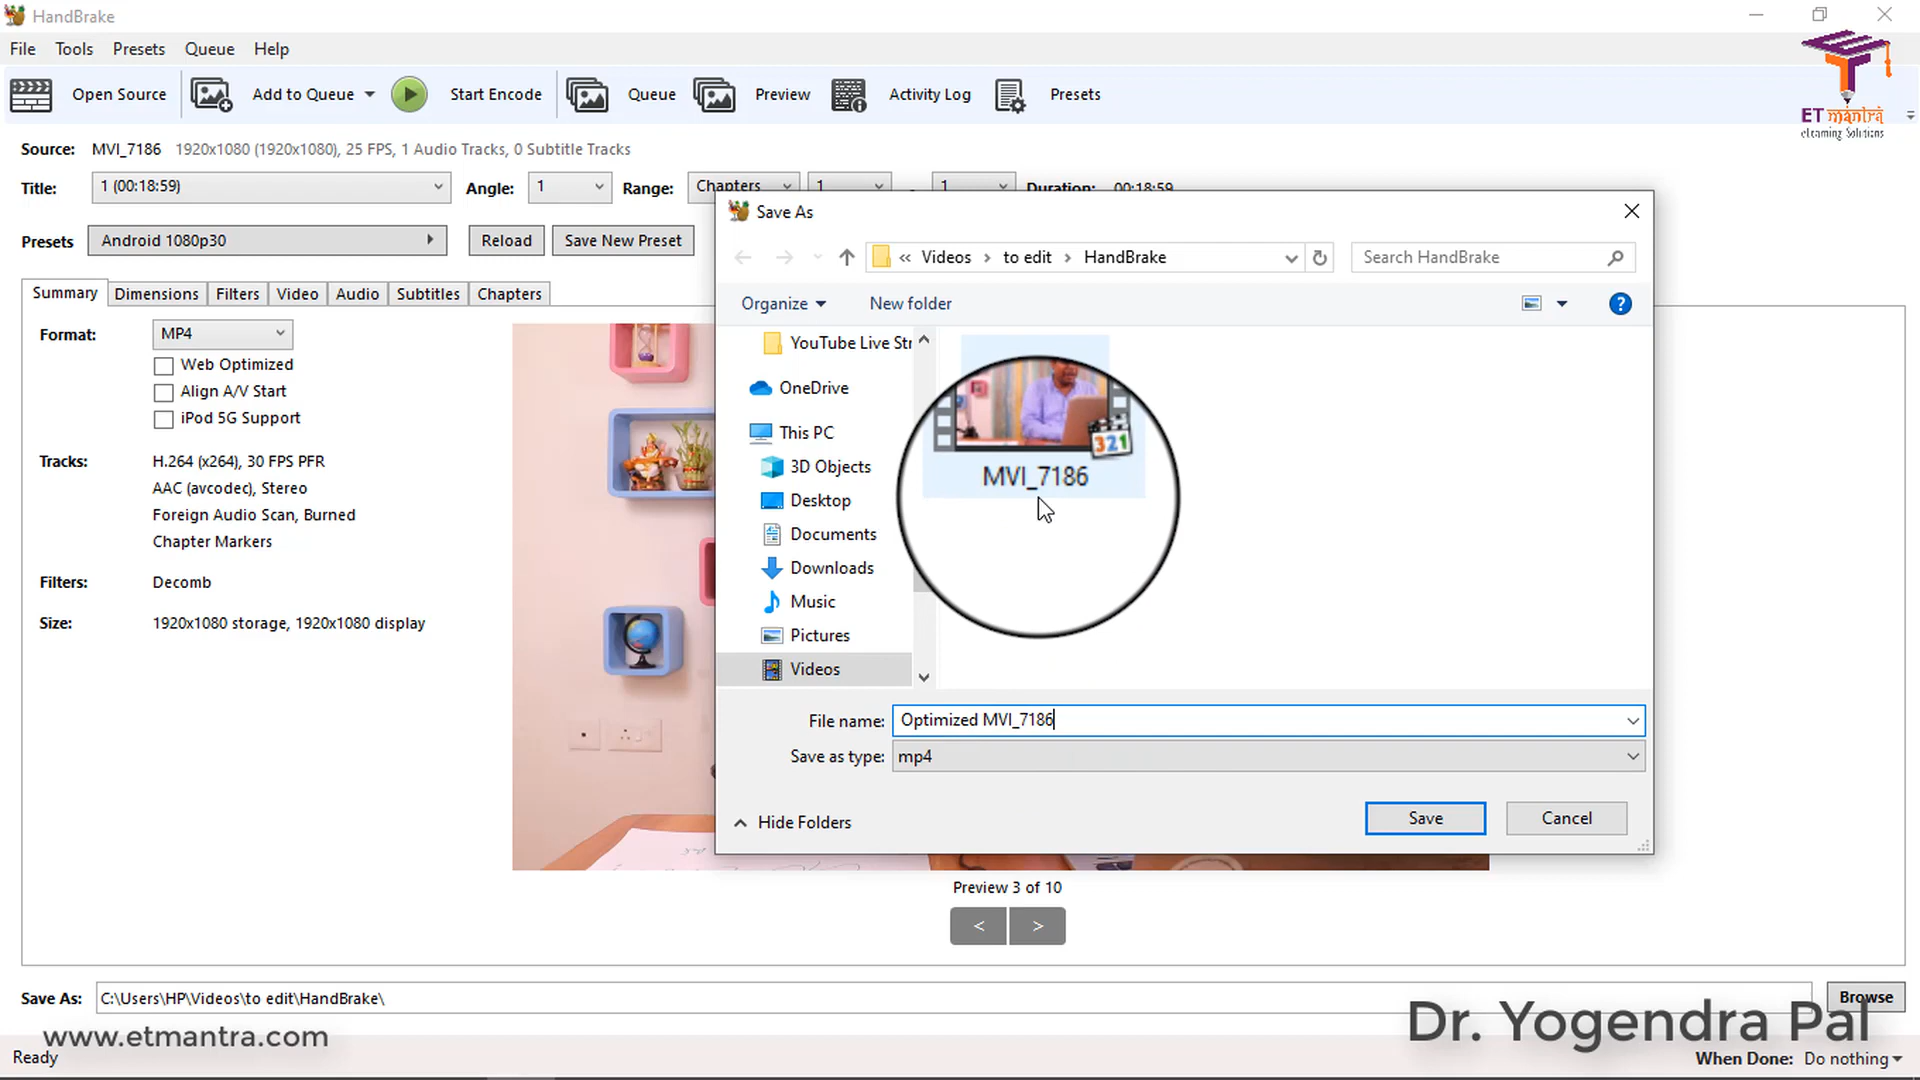 HandBrake
File Tools Presets Queue Help
Open Source Add to Queue Start Encode Queue Preview Activity Log Presets
ET mantra
eLearning Solutions
Source: MVI_7186 1920x1080 (1920x1080), 25 FPS, 1 Audio Tracks, 0 Subtitle Tracks
Title: 1 (00:18:59) Angle: 1 Range: Chapters 1 - 1 Duration: 00:18:59
Presets Android 1080p30 Reload Save New Preset
Summary Dimensions Filters Video Audio Subtitles Chapters
Format: MP4
Web Optimized
Align A/V Start
iPod 5G Support
Tracks: H.264 (x264), 30 FPS PFR
AAC (avcodec), Stereo
Foreign Audio Scan, Burned
Chapter Markers
Filters: Decomb
Size: 1920x1080 storage, 1920x1080 display
Save As
« Videos › to edit › HandBrake Search HandBrake
Organize New folder
YouTube Live Str
OneDrive
This PC
3D Objects
Desktop
Documents
Downloads
Music
Pictures
Videos
321
MVI_7186
File name: Optimized MVI_7186
Save as type: mp4
Hide Folders Save Cancel
Preview 3 of 10
< >
Save As: C:\Users\HP\Videos\to edit\HandBrake\ Browse
www.etmantra.com Dr. Yogendra Pal
Ready When Done: Do nothing